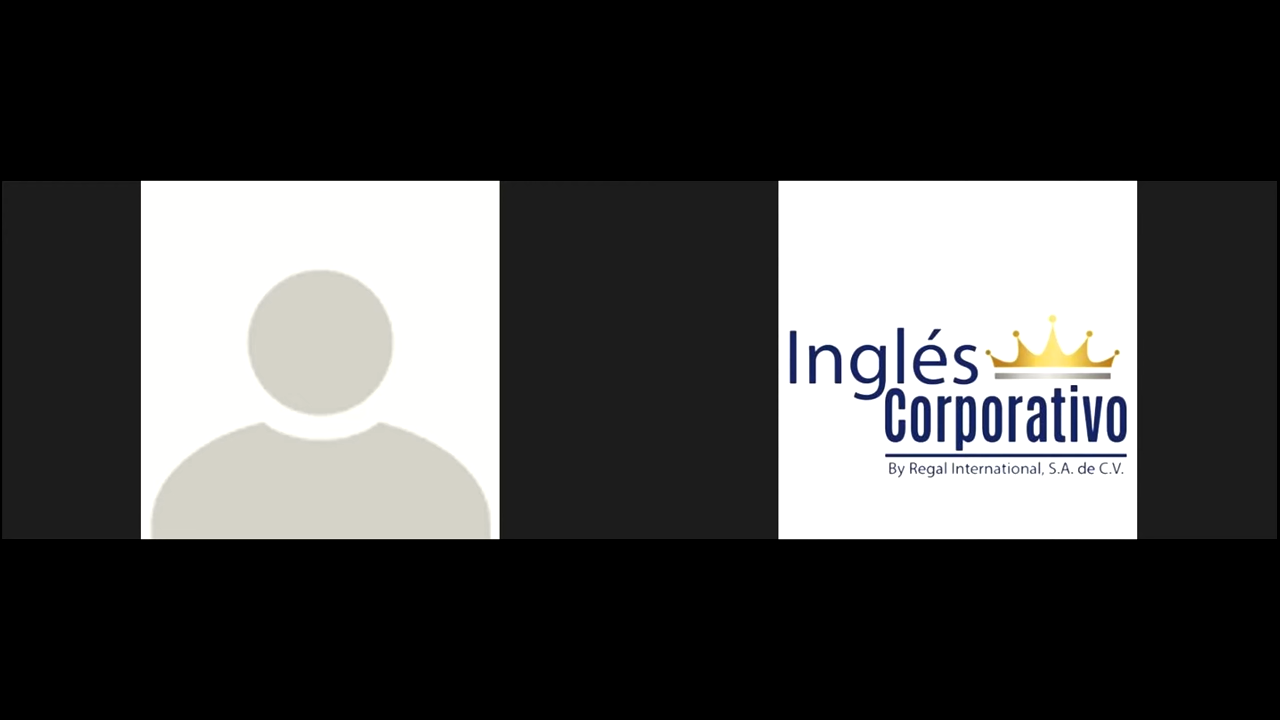 Inglés
Corporativo
By Regal International, S.A. de C.V.